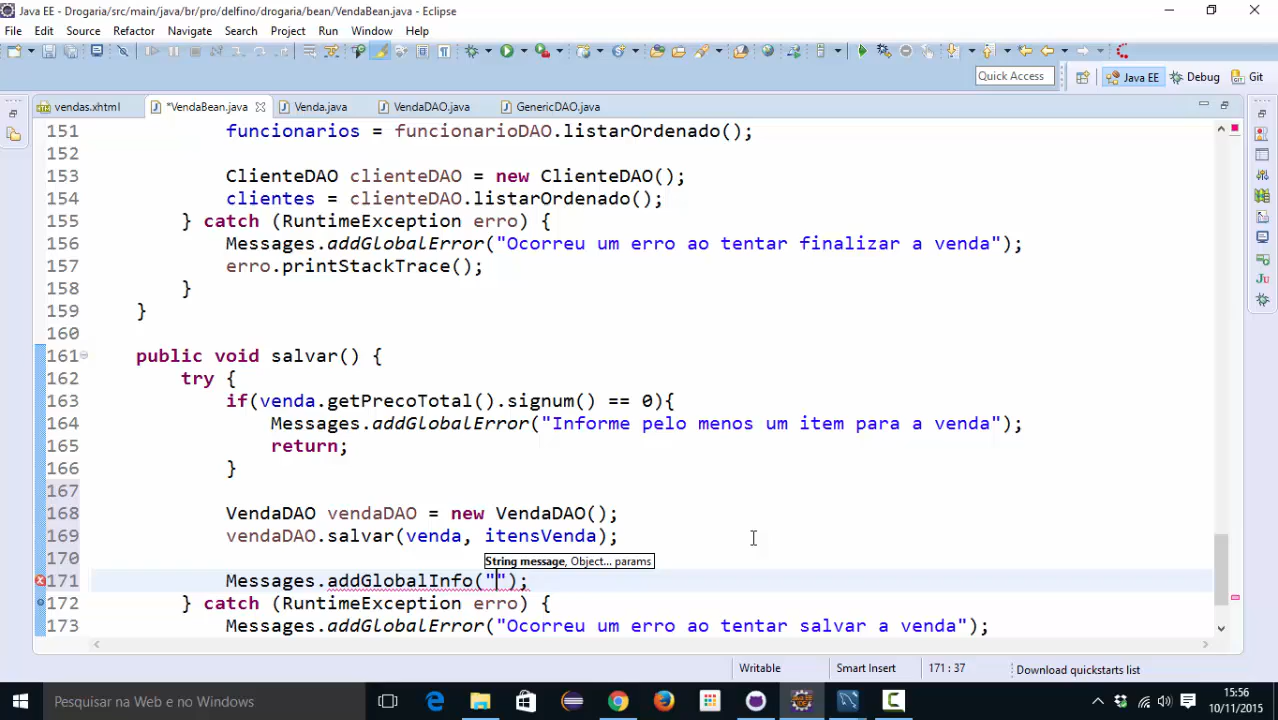 Java EE - Drogaria/src/main/java/br/pro/delfino/drogaria/bean/VendaBean.java - Eclipse
File Edit Source Refactor Navigate Search Project Run Window Help
Quick Access Java EE Debug Git
vendas.xhtml *VendaBean.java Venda.java VendaDAO.java GenericDAO.java
151 funcionarios = funcionarioDAO.listarOrdenado();
152
153 ClienteDAO clienteDAO = new ClienteDAO();
154 clientes = clienteDAO.listarOrdenado();
155 } catch (RuntimeException erro) {
156 Messages.addGlobalError("Ocorreu um erro ao tentar finalizar a venda");
157 erro.printStackTrace();
158 }
159 }
160
161 public void salvar() {
162 try {
163 if(venda.getPrecoTotal().signum() == 0){
164 Messages.addGlobalError("Informe pelo menos um item para a venda");
165 return;
166 }
167
168 VendaDAO vendaDAO = new VendaDAO();
169 vendaDAO.salvar(venda, itensVenda);
170
String message, Object... params
171 Messages.addGlobalInfo("");
172 } catch (RuntimeException erro) {
173 Messages.addGlobalError("Ocorreu um erro ao tentar salvar a venda");
Writable Smart Insert 171 : 37 Download quickstarts list
Pesquisar na Web e no Windows
15:56
10/11/2015